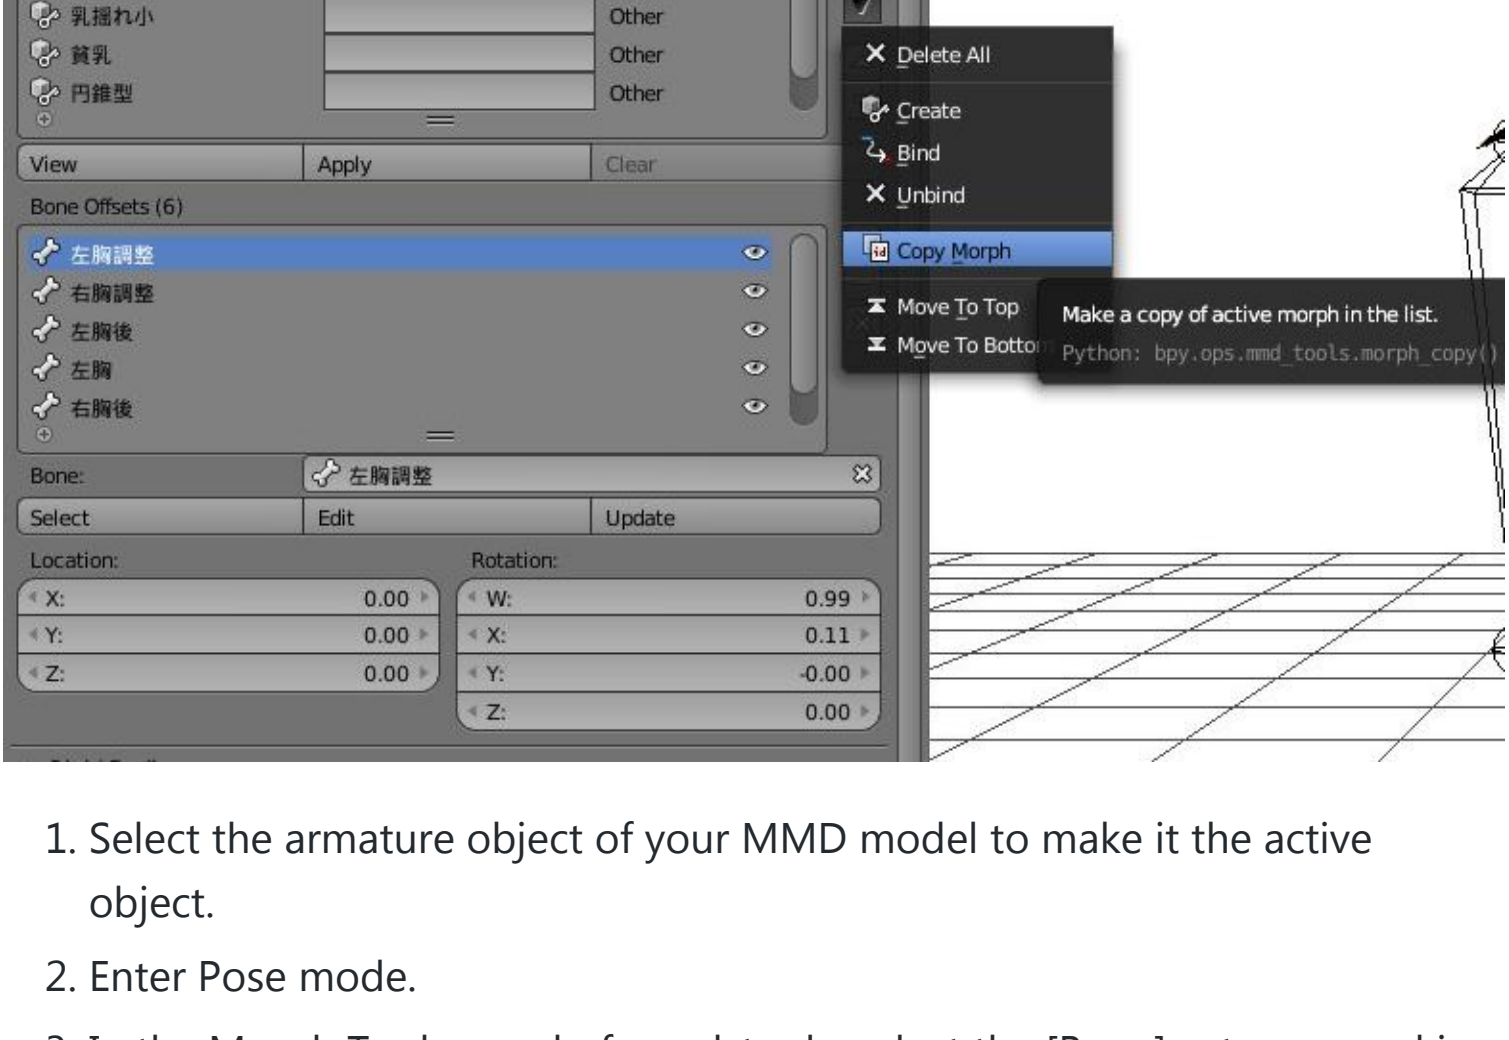 乳揺れ小
Other
貧乳
Other
円錐型
Other
View
Apply
Clear
Bone Offsets (6)
左胸調整
右胸調整
左胸後
左胸
右胸後
Bone:
左胸調整
Select
Edit
Update
Location:
Rotation:
X:
0.00
W:
0.99
Y:
0.00
X:
0.11
Z:
0.00
Y:
-0.00
Z:
0.00
Delete All
Create
Bind
Unbind
Copy Morph
Move To Top
Move To Bottom
Make a copy of active morph in the list.
Python: bpy.ops.mmd_tools.morph_copy()
1. Select the armature object of your MMD model to make it the active
object.
2. Enter Pose mode.